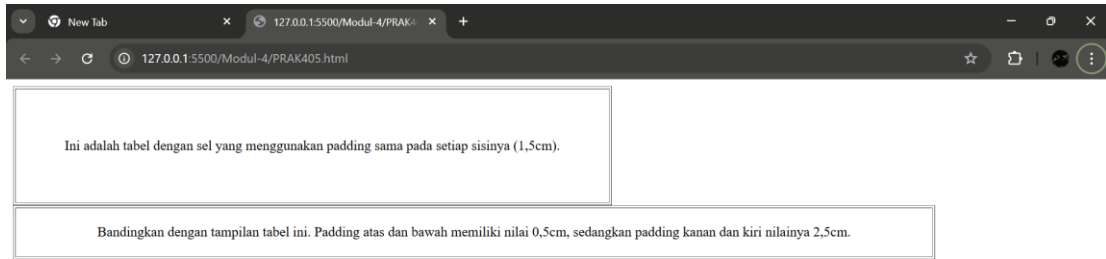 New Tab
127.0.0.1:5500/Modul-4/PRAK4
127.0.0.1:5500/Modul-4/PRAK405.html
Ini adalah tabel dengan sel yang menggunakan padding sama pada setiap sisinya (1,5cm).
Bandingkan dengan tampilan tabel ini. Padding atas dan bawah memiliki nilai 0,5cm, sedangkan padding kanan dan kiri nilainya 2,5cm.